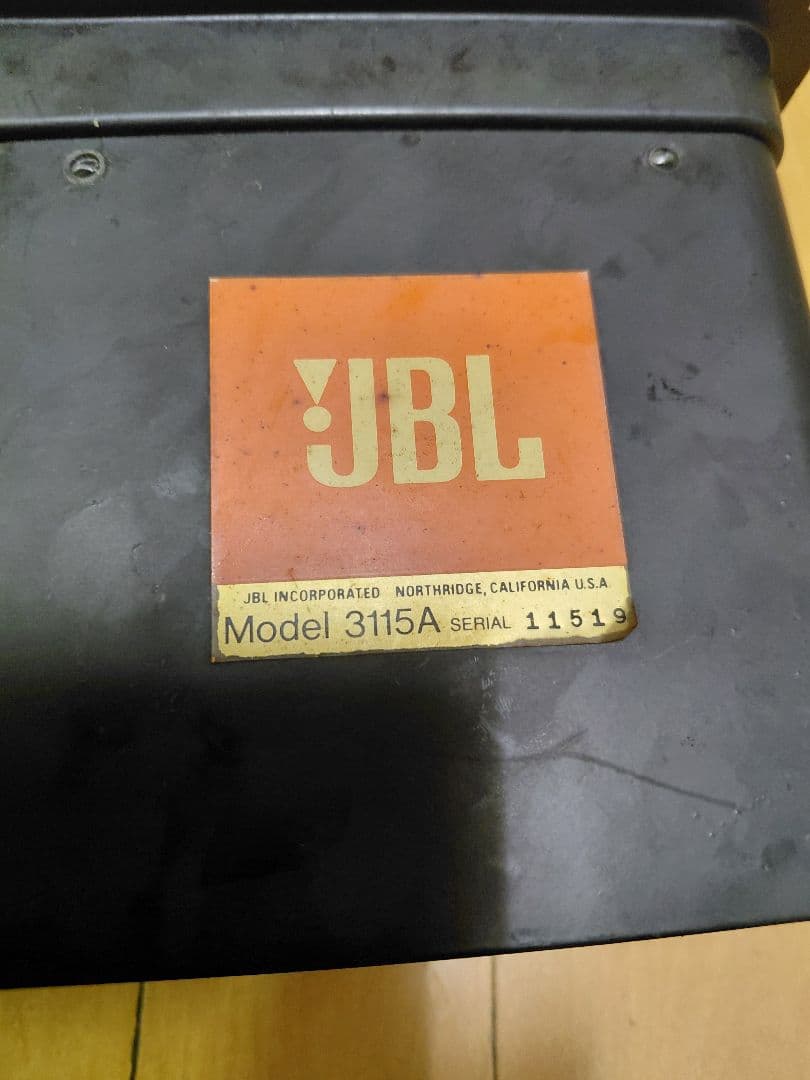 JBL
JBL INCORPORATED NORTHRIDGE, CALIFORNIA U.S.A.
Model 3115A SERIAL 11519